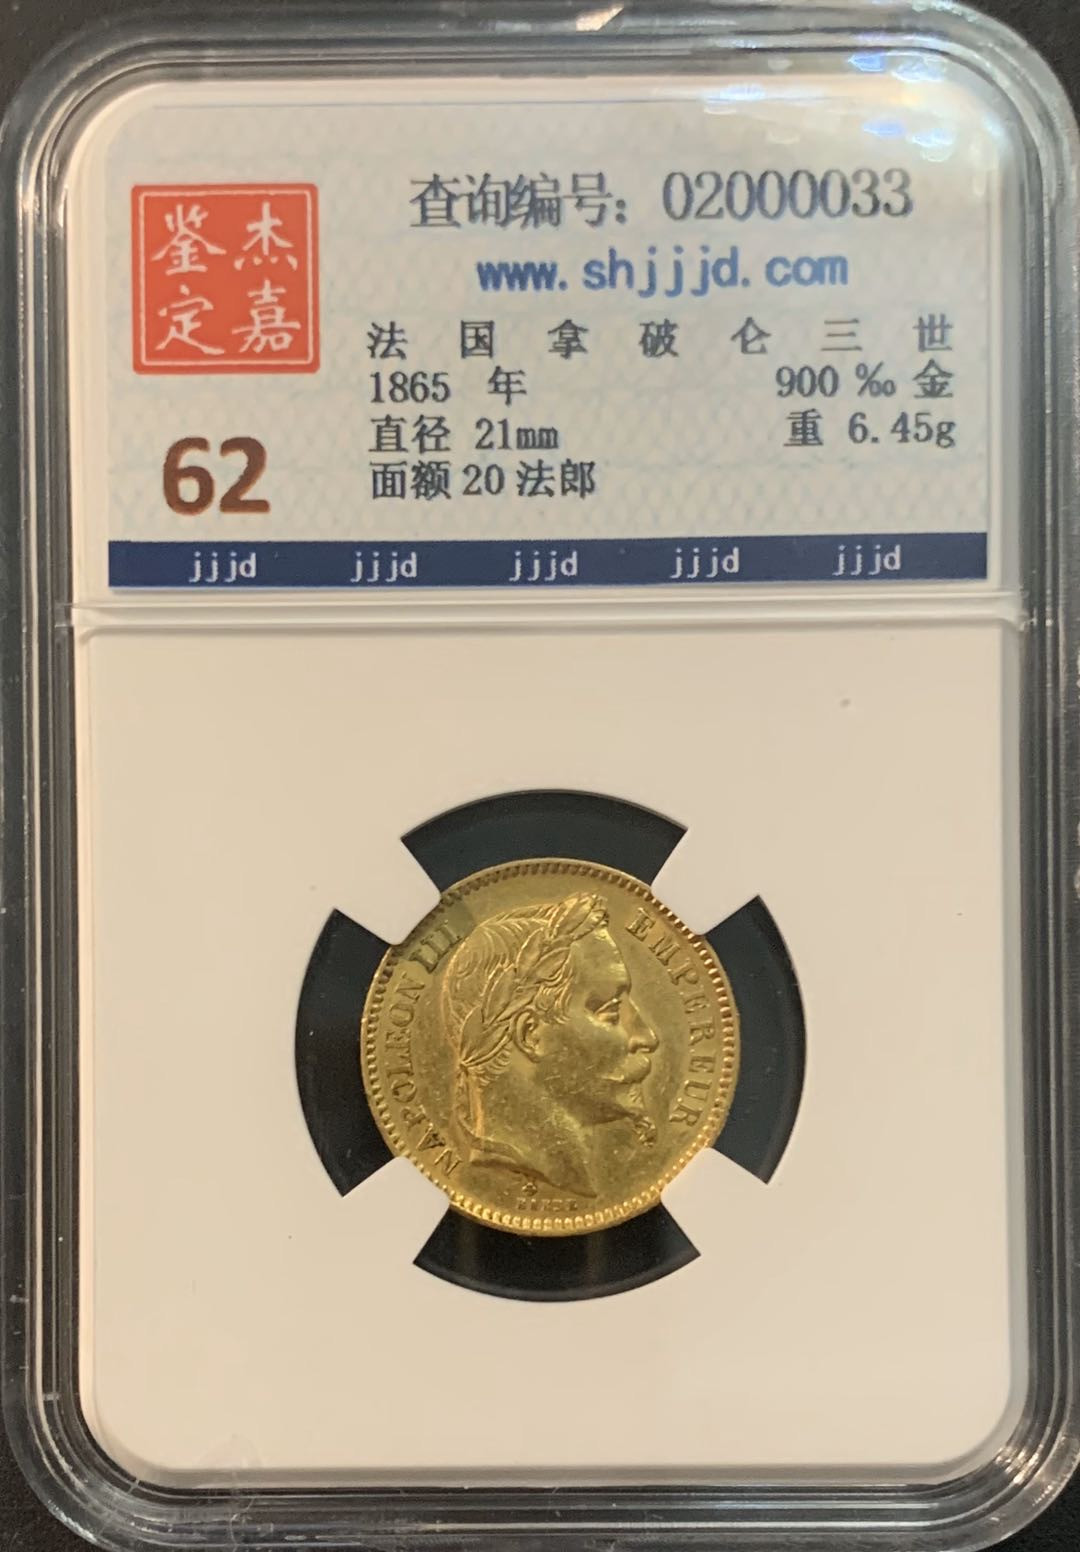 杰嘉
鉴定
62
查询编号：02000033
www.shjjjd.com
法国拿破仑三世
1865 年 900 ‰ 金
直径 21mm 重 6.45g
面额 20 法郎
jjjd jjjd jjjd jjjd jjjd
NAPOLEON III EMPEREUR